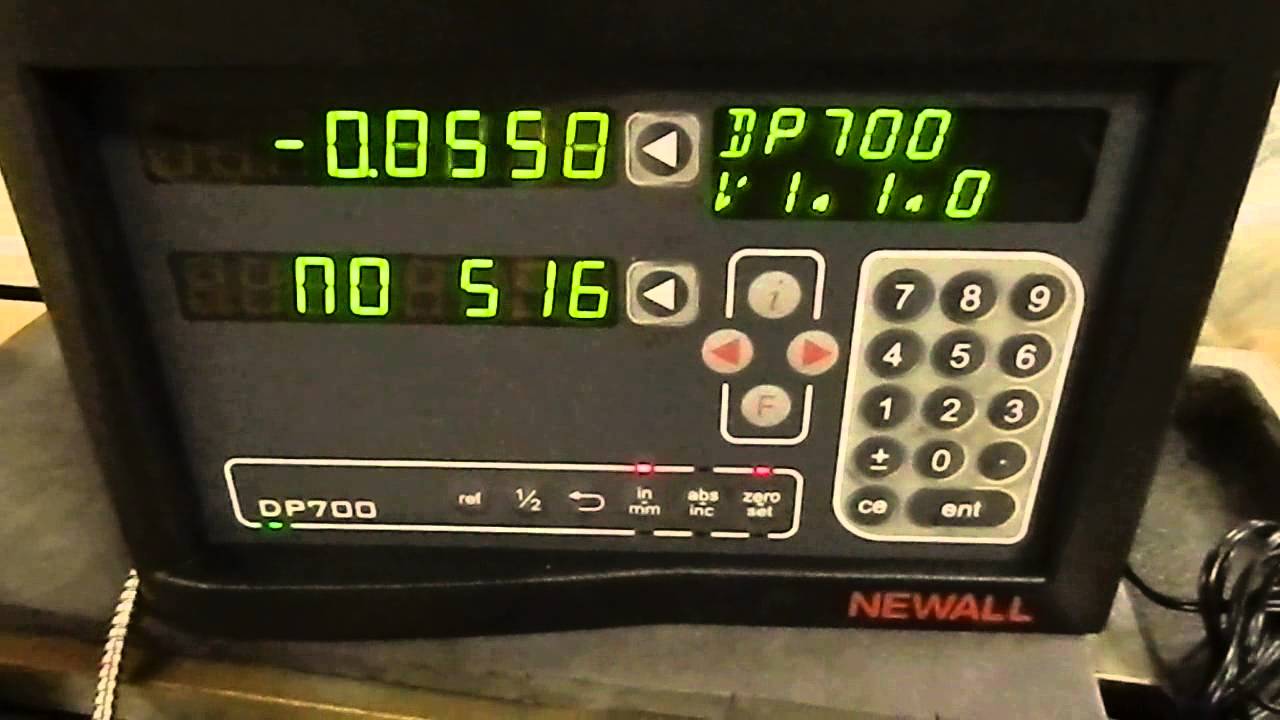 -0.0550
DP700
V1.1.0
no S16
i
F
7 8 9
4 5 6
1 2 3
± 0 .
ce ent
DP700
ref ½ in mm abs inc zero set
NEWALL